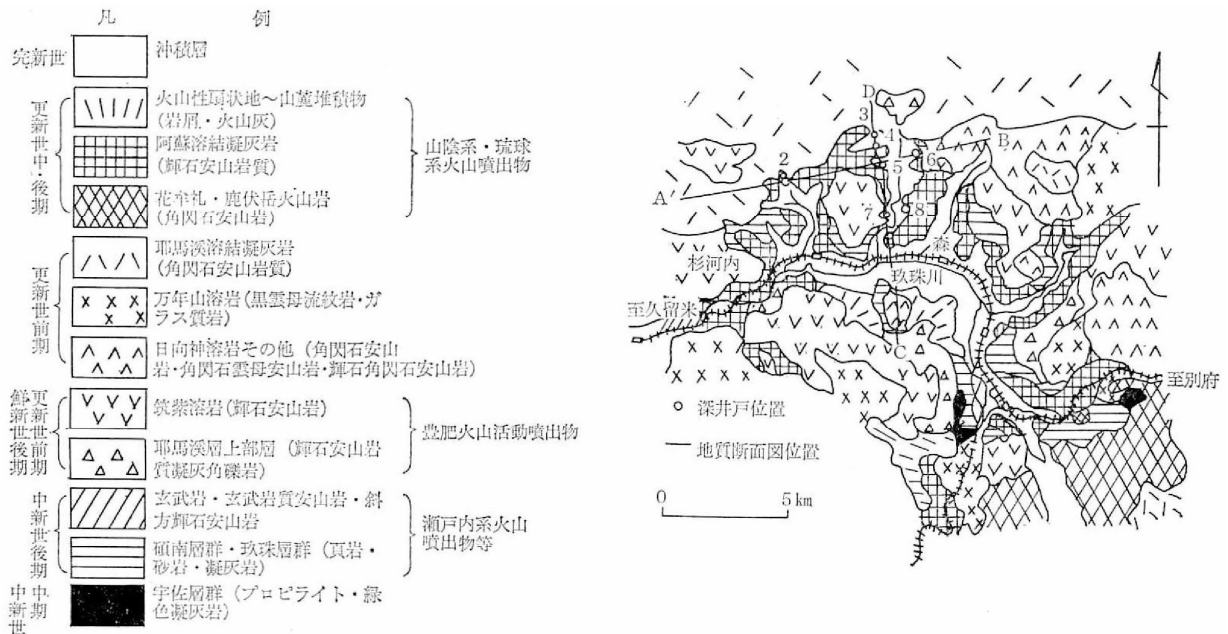 凡 例
完新世
沖積層
更新世中・後期
火山性扇状地~山麓堆積物
(岩屑・火山灰)
阿蘇溶結凝灰岩
(輝石安山岩質)
花牟礼・鹿伏岳火山岩
(角閃石安山岩)
山陰系・琉球
系火山噴出物
更新世前期
耶馬溪溶結凝灰岩
(角閃石安山岩質)
万年山溶岩(黒雲母流紋岩・ガ
ラス質岩)
日向神溶岩その他(角閃石安山
岩・角閃石雲母安山岩・輝石角閃石安山岩)
更新世前期
鮮新世後期
筑紫溶岩(輝石安山岩)
耶馬溪層上部層(輝石安山岩
質凝灰角礫岩)
豊肥火山活動噴出物
中新世後期
玄武岩・玄武岩質安山岩・斜
方輝石安山岩
碩南層群・玖珠層群(頁岩・
砂岩・凝灰岩)
瀬戸内系火山
噴出物等
中新世中期
宇佐層群(プロピライト・緑
色凝灰岩)
D
3
4
B
2
5
6
A
7
8
森
杉河内
玖珠川
至久留米
C
至別府
深井戸位置
地質断面図位置
0 5km
1